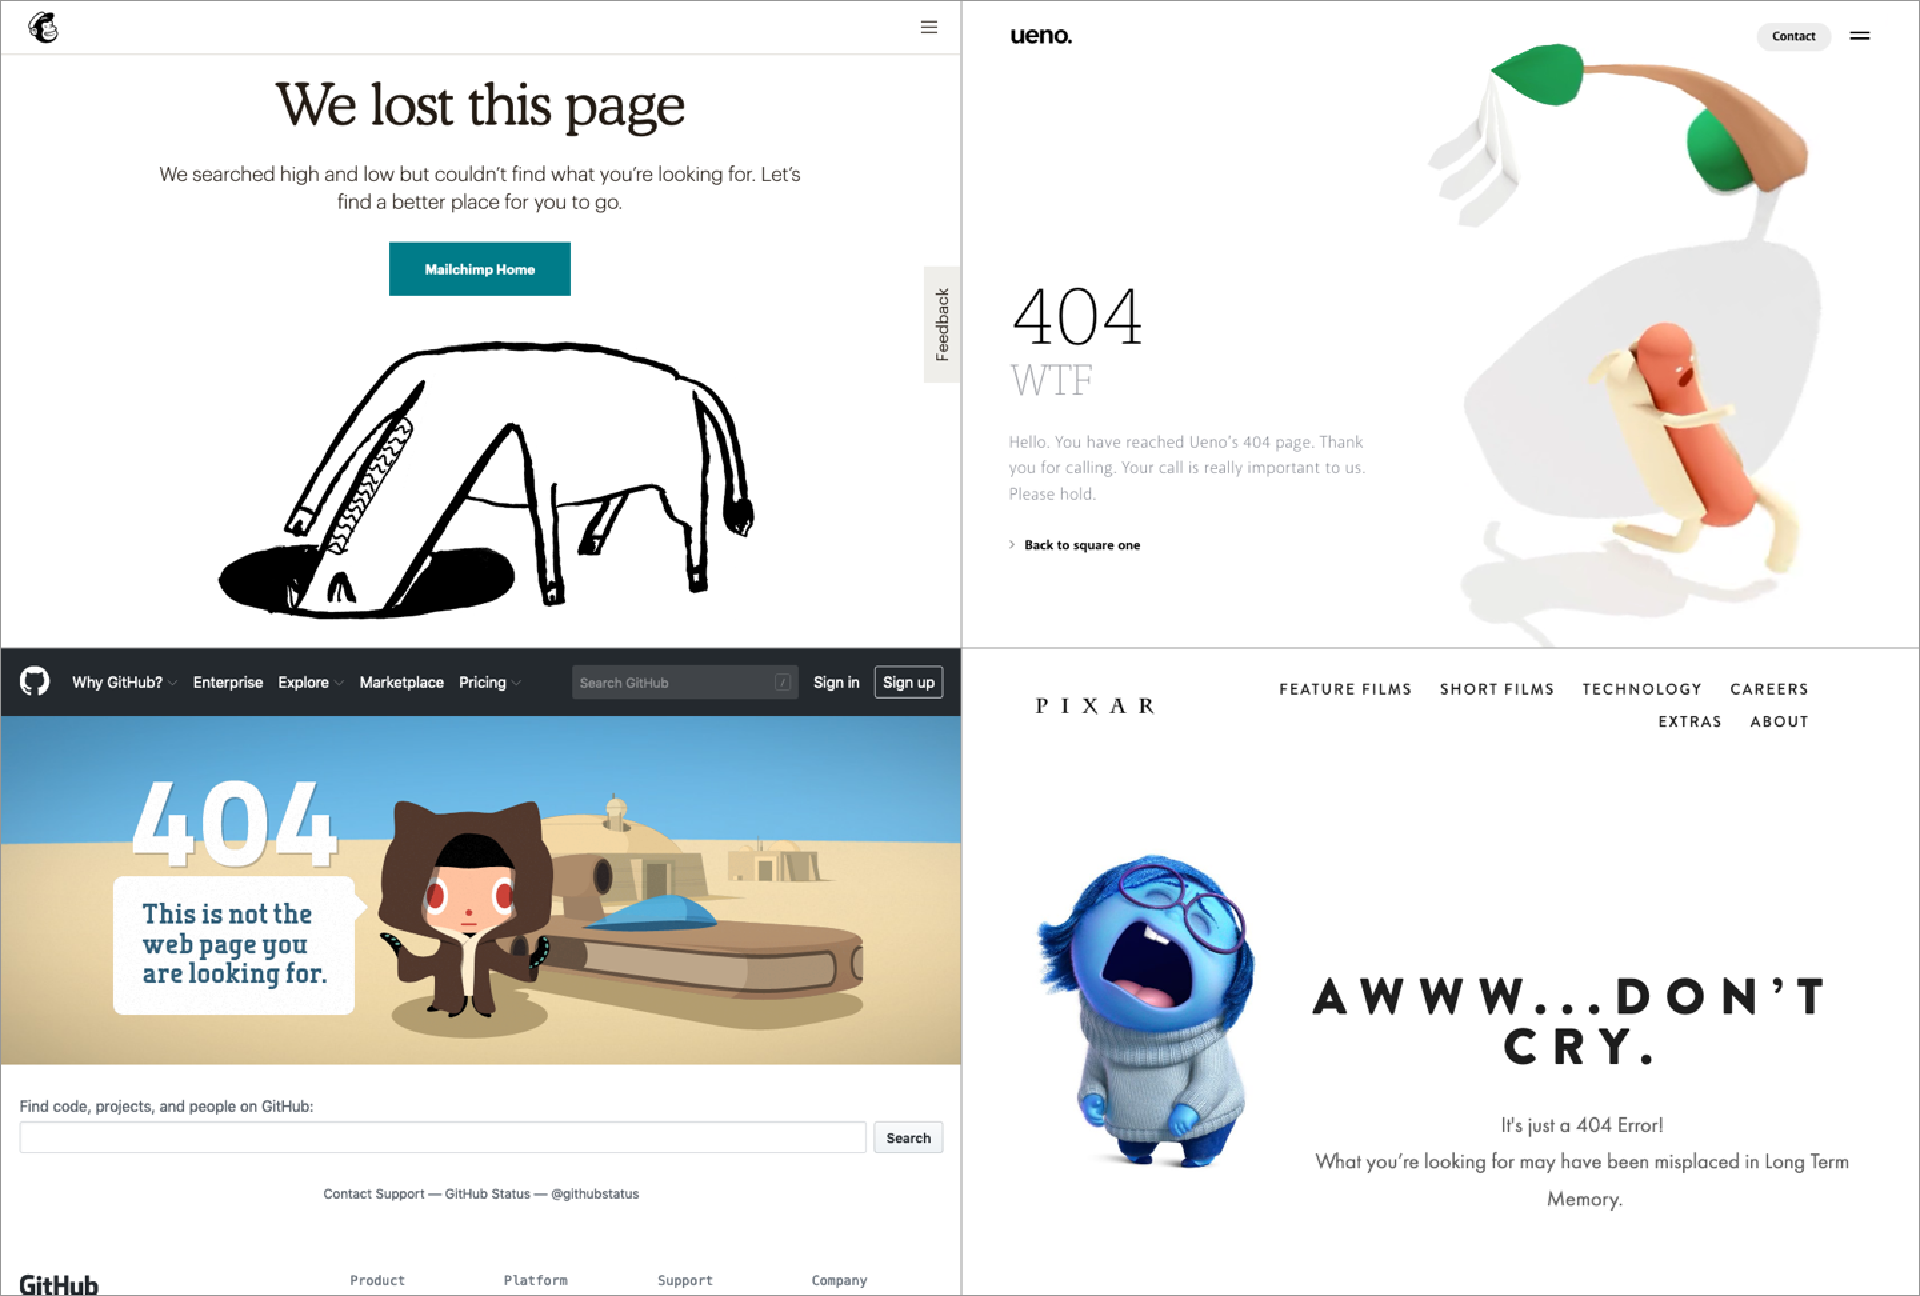 We lost this page
We searched high and low but couldn't find what you're looking for. Let's
find a better place for you to go.
Mailchimp Home
Feedback
ueno.
Contact
404
WTF
Hello. You have reached Ueno's 404 page. Thank
you for calling. Your call is really important to us.
Please hold.
Back to square one
Why GitHub?
Enterprise
Explore
Marketplace
Pricing
Search GitHub
/
Sign in
Sign up
404
This is not the
web page you
are looking for.
Find code, projects, and people on GitHub:
Search
Contact Support — GitHub Status — @githubstatus
GitHub
Product
Platform
Support
Company
PIXAR
FEATURE FILMS
SHORT FILMS
TECHNOLOGY
CAREERS
EXTRAS
ABOUT
AWWW...DON'T
CRY.
It's just a 404 Error!
What you're looking for may have been misplaced in Long Term
Memory.